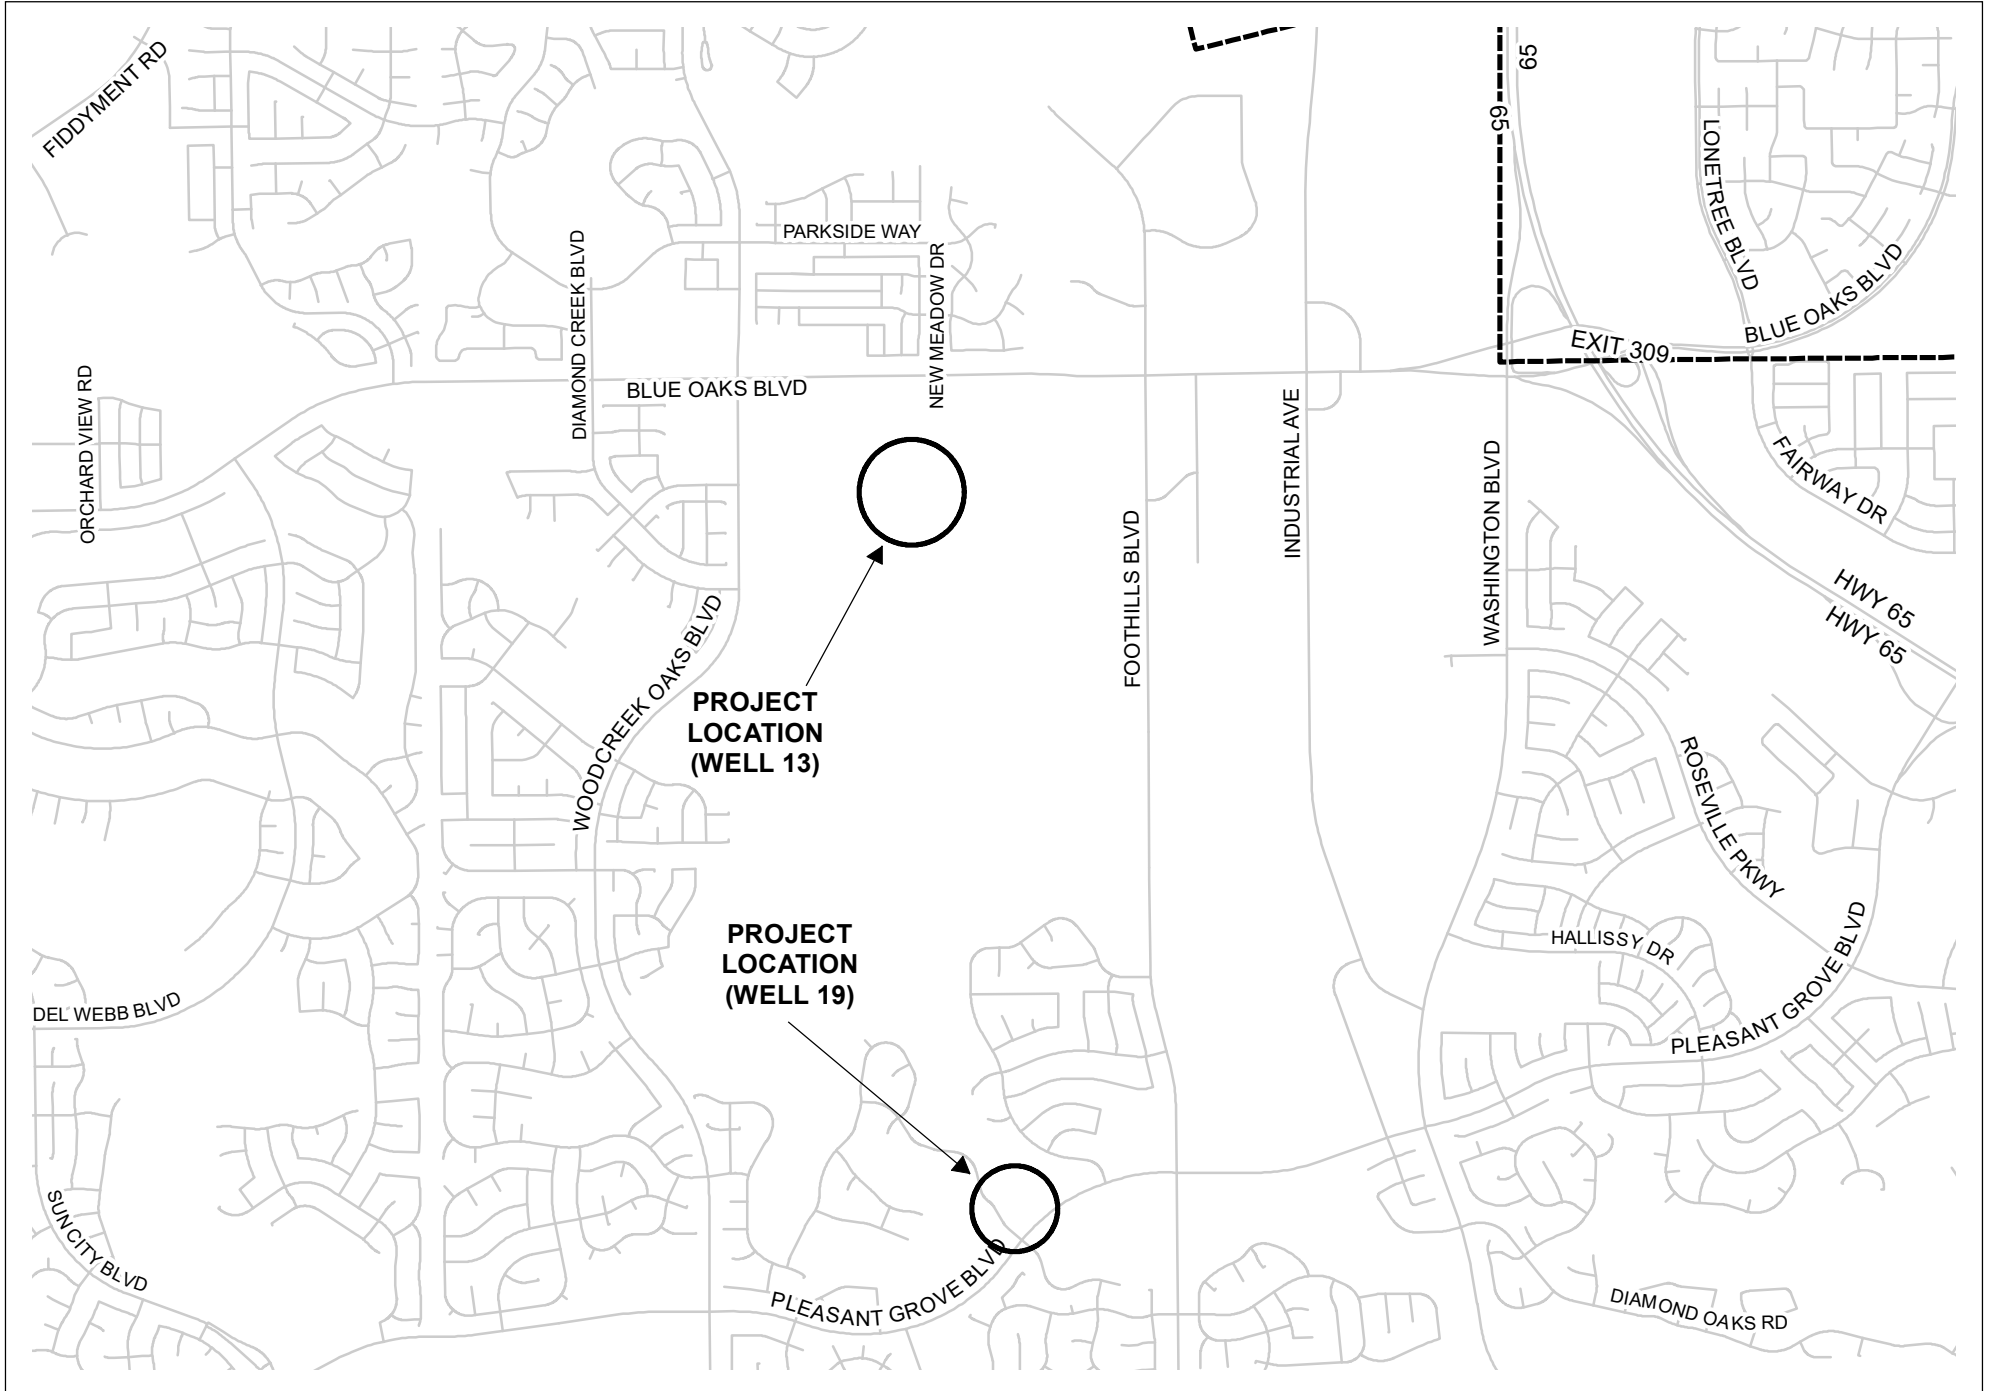 FIDDYMENT RD
65
65
LONETREE BLVD
PARKSIDE WAY
DIAMOND CREEK BLVD
NEW MEADOW DR
BLUE OAKS BLVD
EXIT 309
BLUE OAKS BLVD
ORCHARD VIEW RD
INDUSTRIAL AVE
WASHINGTON BLVD
FAIRWAY DR
FOOTHILLS BLVD
HWY 65
HWY 65
WOODCREEK OAKS BLVD
PROJECT
LOCATION
(WELL 13)
ROSEVILLE PKWY
PROJECT
LOCATION
(WELL 19)
HALLISSY DR
PLEASANT GROVE BLVD
DEL WEBB BLVD
SUN CITY BLVD
PLEASANT GROVE BLVD
DIAMOND OAKS RD